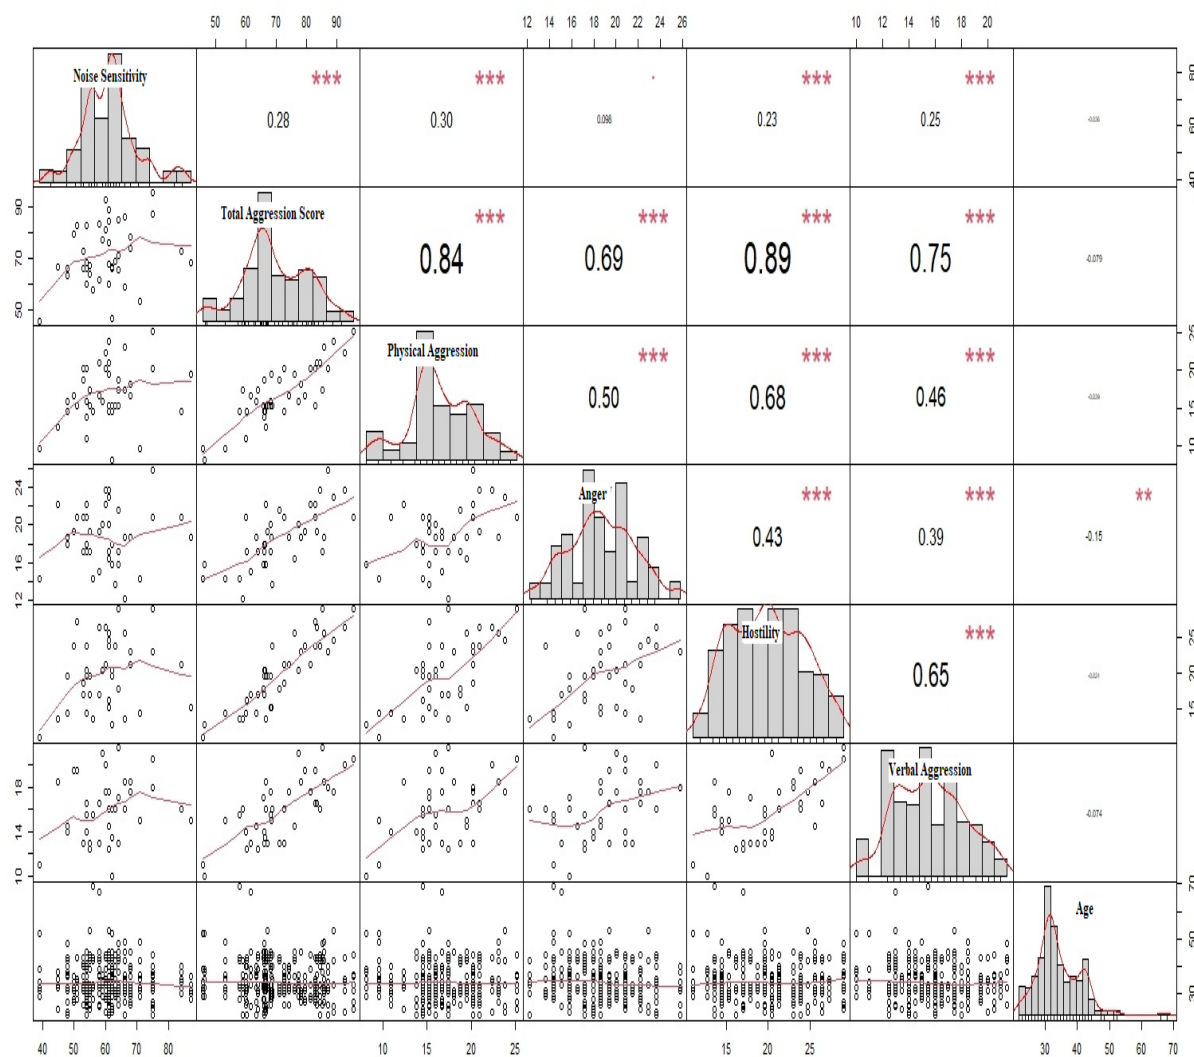 50 60 70 80 90 12 14 16 18 20 22 24 26 10 12 14 16 18 20
Noise Sensitivity
*** *** . *** ***
0.28 0.30 0.098 0.23 0.25
40 60 80
50 70 90
Total Aggression Score
*** *** *** ***
0.84 0.69 0.89 0.75 -0.079
Physical Aggression
*** *** ***
0.50 0.68 0.46
10 15 20 25
12 16 20 24
Anger
*** *** **
0.43 0.39 -0.15
Hostility
***
0.65
15 20 25
10 14 18
Verbal Aggression
-0.074
Age
30 50 70
40 50 60 70 80 10 15 20 25 15 20 25 30 40 50 60 70